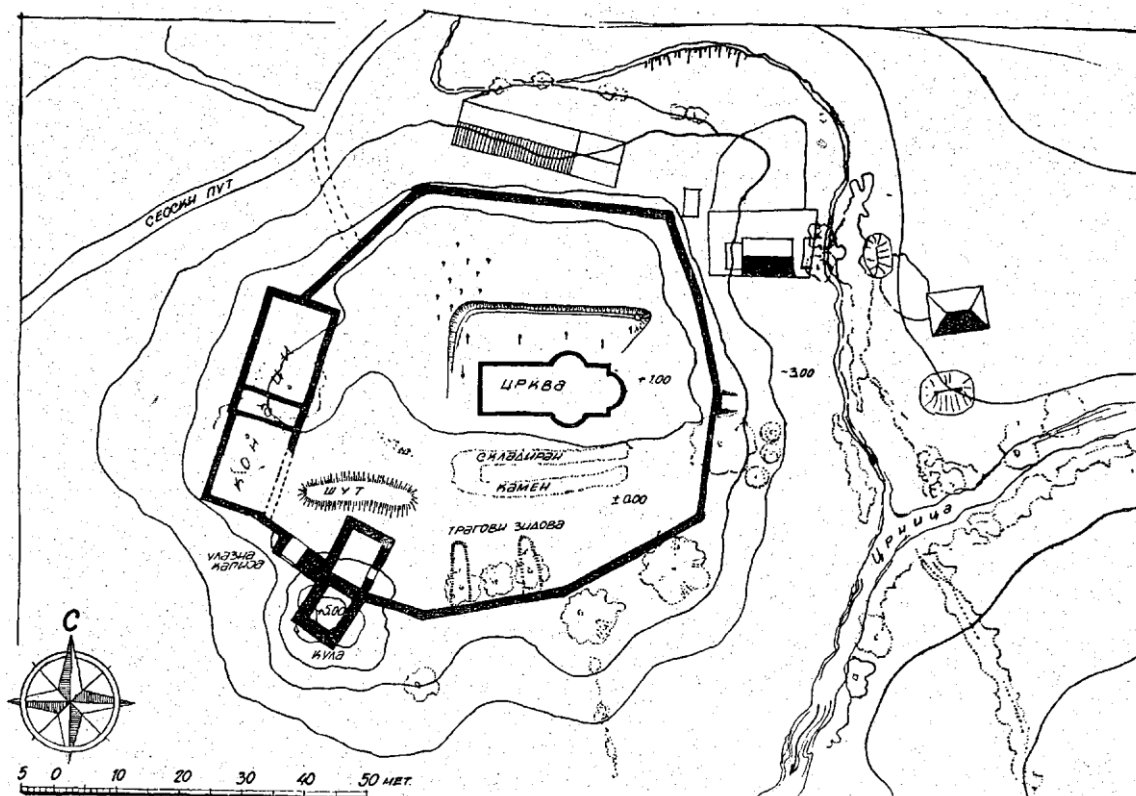 СЕОСКИ ПУТ
ЦРКВА
+1.00
-3.00
КОНАК
СКЛАДИРАН
КАМЕН
ШУТ
±0.00
ТРАГОВИ ЗИДОВА
УЛАЗНА
КАПИЈА
+5.00
КУЛА
ЦРНИЦА
С
5 0 10 20 30 40 50 МЕТ.